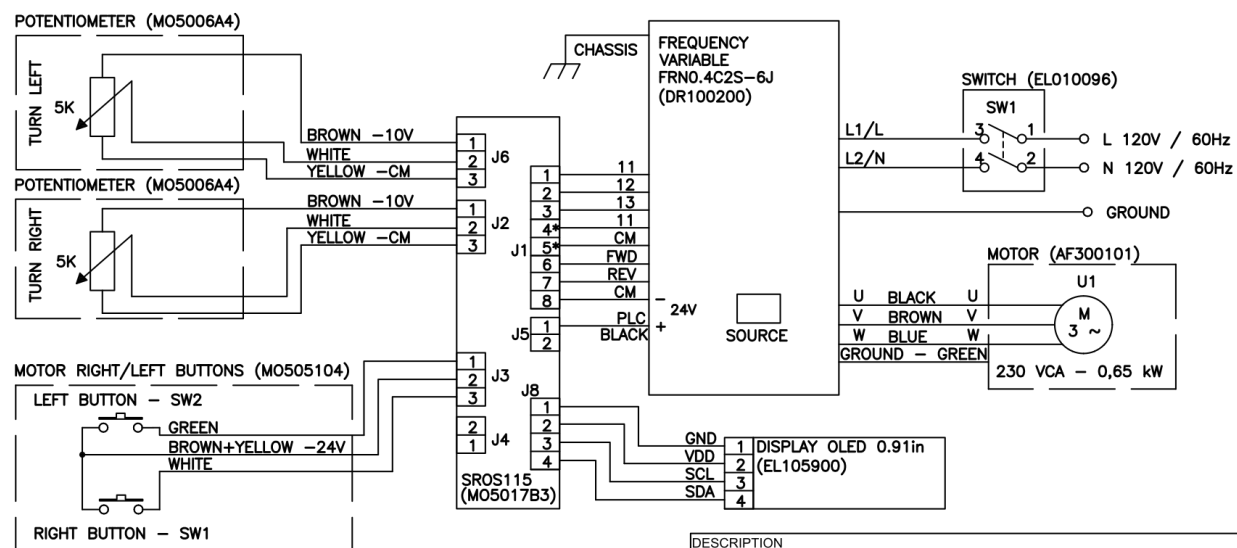 POTENTIOMETER (MO5006A4)
TURN LEFT
5K
BROWN -10V
WHITE
YELLOW -CM
1
2
3
J6
POTENTIOMETER (MO5006A4)
TURN RIGHT
5K
BROWN -10V
WHITE
YELLOW -CM
1
2
3
J2
MOTOR RIGHT/LEFT BUTTONS (MO505104)
LEFT BUTTON - SW2
GREEN
BROWN+YELLOW -24V
WHITE
RIGHT BUTTON - SW1
1
2
3
J3
2
1
J4
J1
1
2
3
4*
5*
6
7
8
J5
1
2
J8
1
2
3
4
SROS115
(MO5017B3)
11
12
13
11
CM
FWD
REV
CM
PLC
BLACK
-
24V
+
CHASSIS
FREQUENCY
VARIABLE
FRN0.4C2S-6J
(DR100200)
SOURCE
L1/L
L2/N
SWITCH (EL010096)
SW1
3 1
4 2
L 120V / 60Hz
N 120V / 60Hz
GROUND
MOTOR (AF300101)
U1
U BLACK U
V BROWN V
W BLUE W
GROUND - GREEN
M
3 ~
230 VCA - 0,65 kW
GND
VDD
SCL
SDA
1
2
3
4
DISPLAY OLED 0.91in
(EL105900)
DESCRIPTION